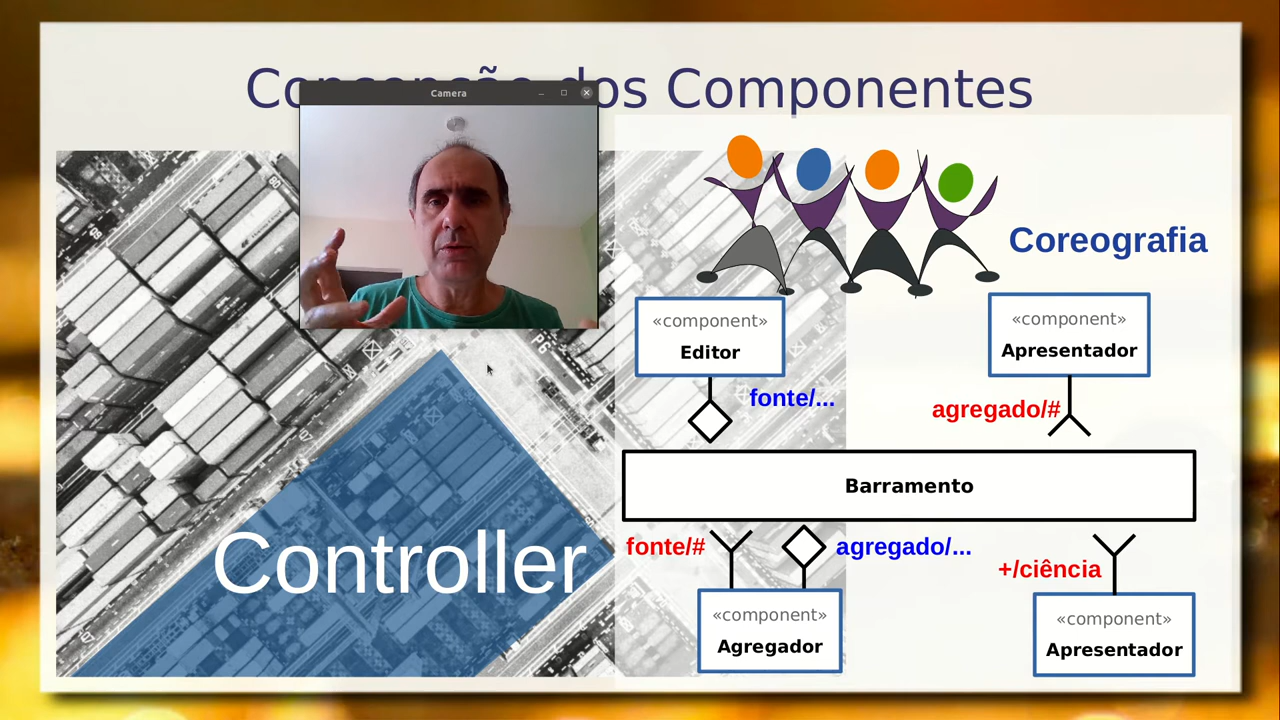 dos Componentes
Camera
Coreografia
«component»
Editor
«component»
Apresentador
fonte/...
agregado/#
P6
Barramento
Controller
fonte/#
agregado/...
+/ciência
«component»
Agregador
«component»
Apresentador